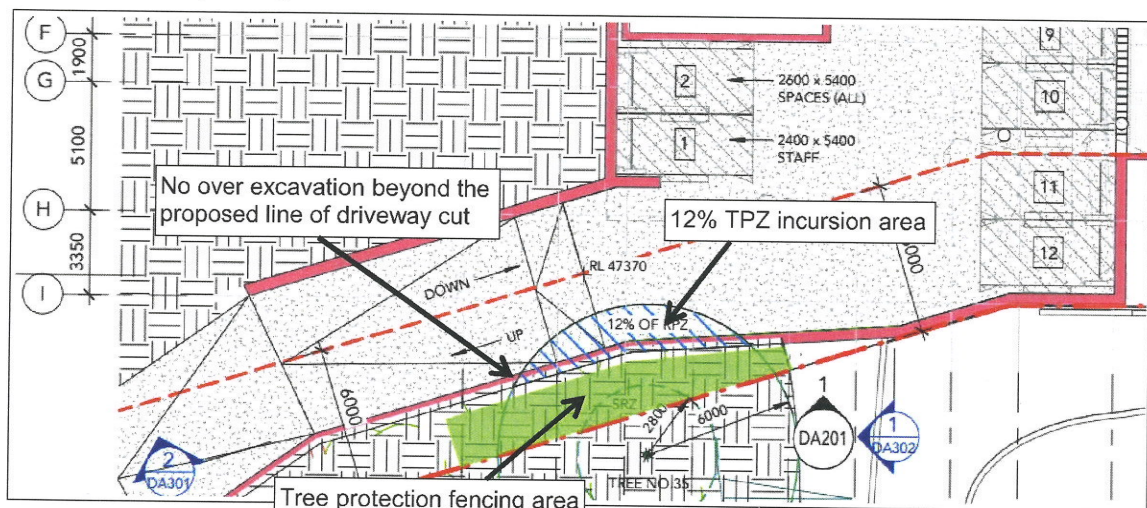 F
1900
G
5100
H
3350
I
2
1
2600 x 5400
SPACES (ALL)
2400 x 5400
STAFF
9
10
11
12
No over excavation beyond the
proposed line of driveway cut
12% TPZ incursion area
RL 47370
DOWN
UP
12% OF RPZ
6000
SRZ
2800
6000
TREE NO 35
1
DA201
1
DA302
2
DA301
Tree protection fencing area